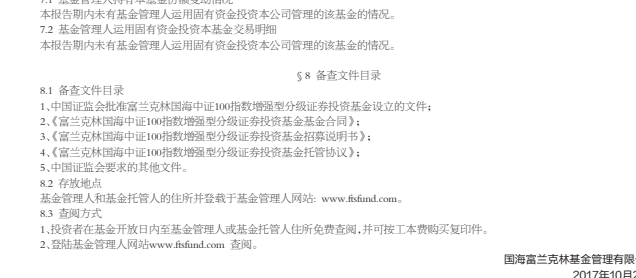 7.1 基金管理人持有本基金份额变动情况
本报告期内未有基金管理人运用固有资金投资本公司管理的该基金的情况。
7.2 基金管理人运用固有资金投资本基金交易明细
本报告期内未有基金管理人运用固有资金投资本公司管理的该基金的情况。
§ 8 备查文件目录
8.1 备查文件目录
1、中国证监会批准富兰克林国海中证100指数增强型分级证券投资基金设立的文件；
2、《富兰克林国海中证100指数增强型分级证券投资基金基金合同》；
3、《富兰克林国海中证100指数增强型分级证券投资基金招募说明书》；
4、《富兰克林国海中证100指数增强型分级证券投资基金托管协议》；
5、中国证监会要求的其他文件。
8.2 存放地点
基金管理人和基金托管人的住所并登载于基金管理人网站: www.ftsfund.com。
8.3 查阅方式
1、投资者在基金开放日内至基金管理人或基金托管人住所免费查阅，并可按工本费购买复印件。
2、登陆基金管理人网站www.ftsfund.com 查阅。
国海富兰克林基金管理有限
2017年10月2